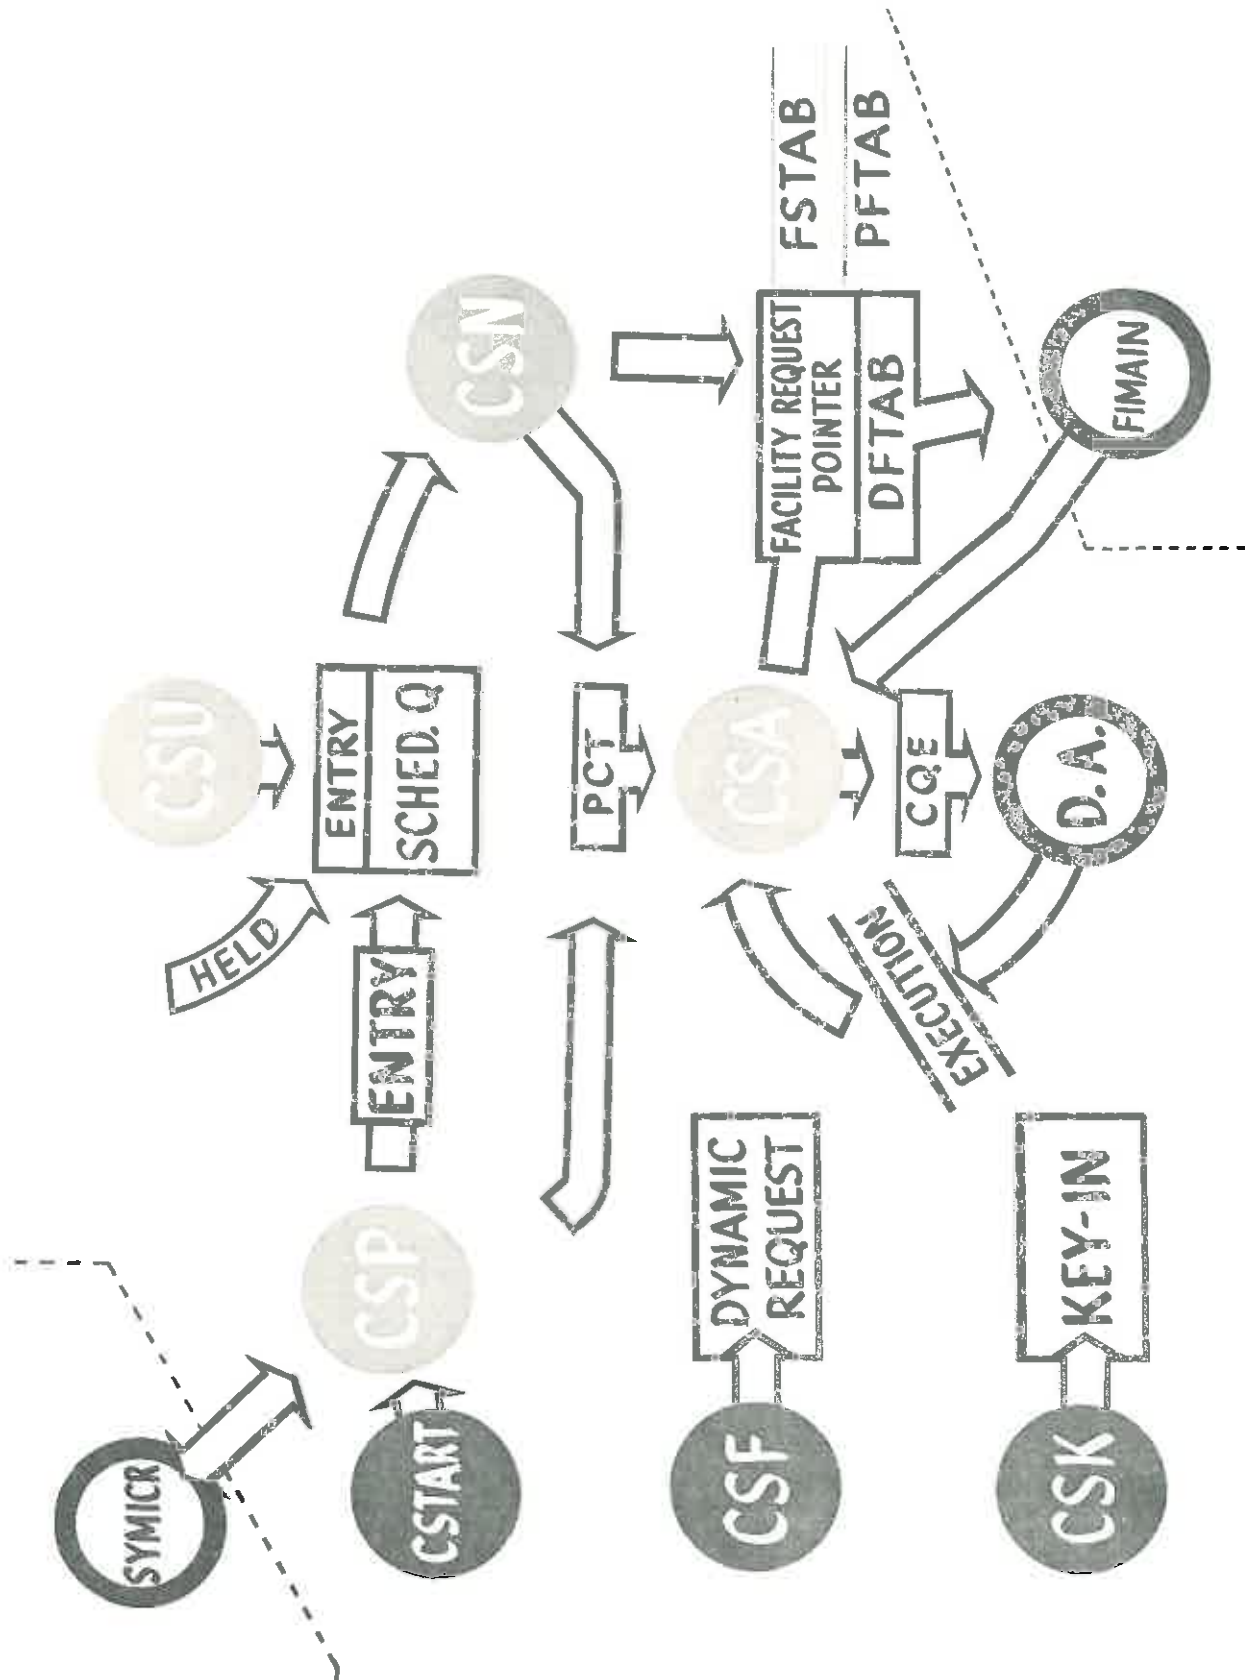 SYMICR
CSTART
CSP
HELD
ENTRY
CSU
ENTRY
SCHED. Q
CSN
PCT
CSF
DYNAMIC
REQUEST
CSA
FACILITY REQUEST
POINTER
DFTAB
FSTAB
PFTAB
CSK
KEY-IN
EXECUTION
CQE
D.A.
FIMAIN